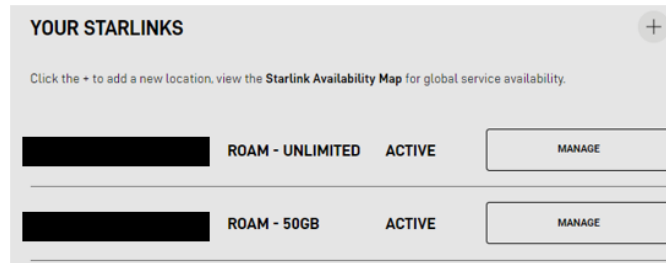 YOUR STARLINKS
+
Click the + to add a new location, view the Starlink Availability Map for global service availability.
ROAM - UNLIMITED ACTIVE MANAGE
ROAM - 50GB ACTIVE MANAGE